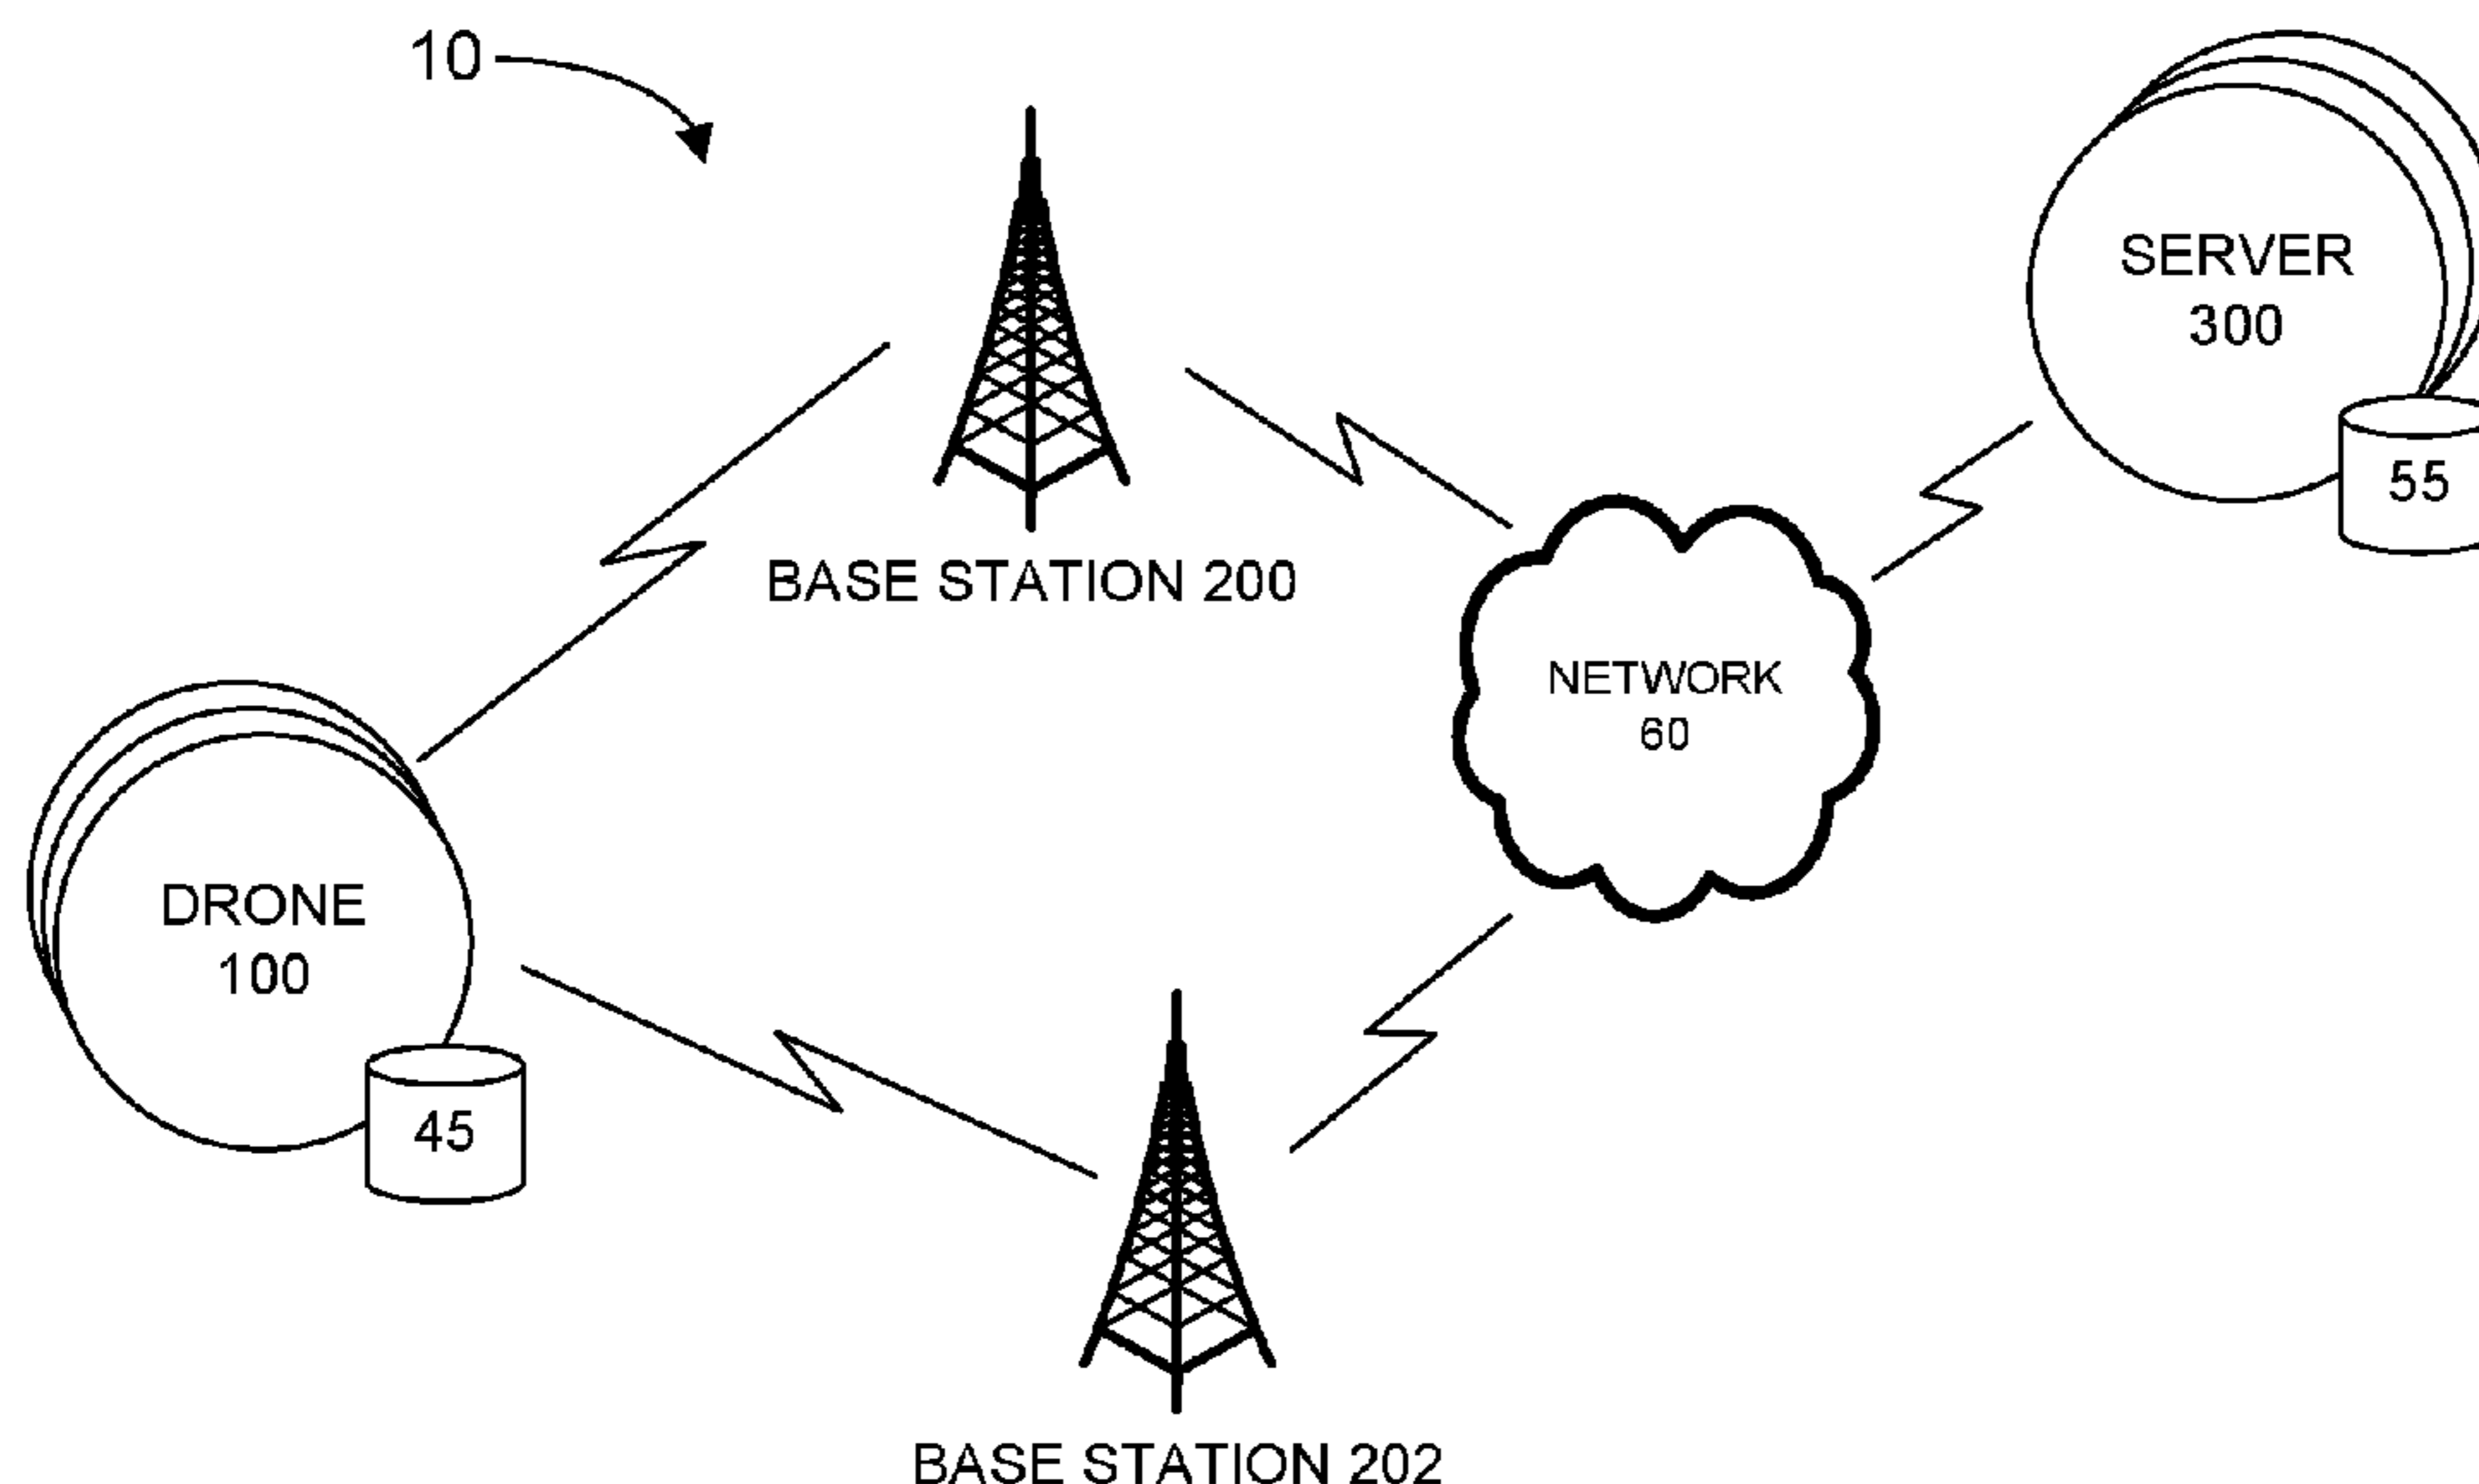 10
SERVER
300
55
BASE STATION 200
NETWORK
60
DRONE
100
45
BASE STATION 202